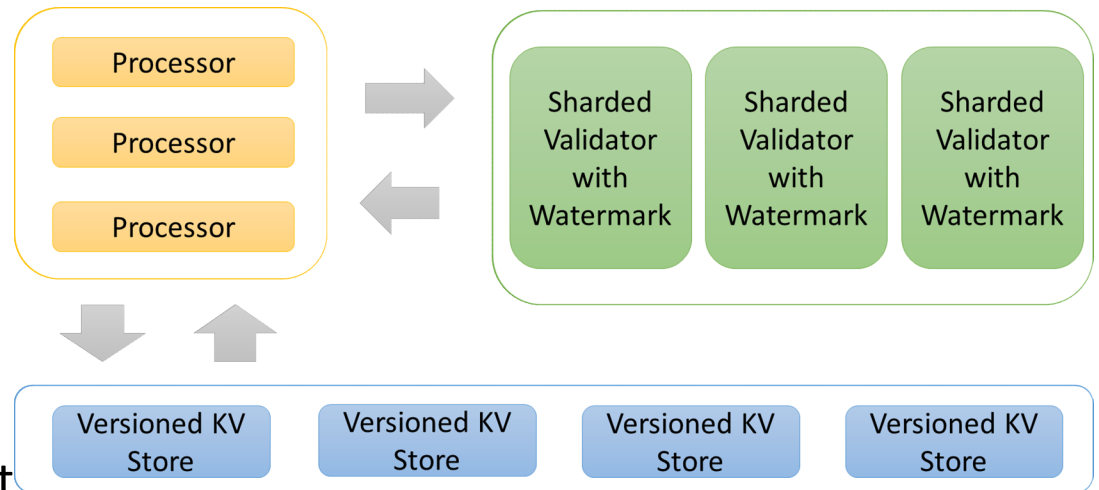 Processor
Processor
Processor
Sharded
Validator
with
Watermark
Sharded
Validator
with
Watermark
Sharded
Validator
with
Watermark
Versioned KV
Store
Versioned KV
Store
Versioned KV
Store
Versioned KV
Store
t